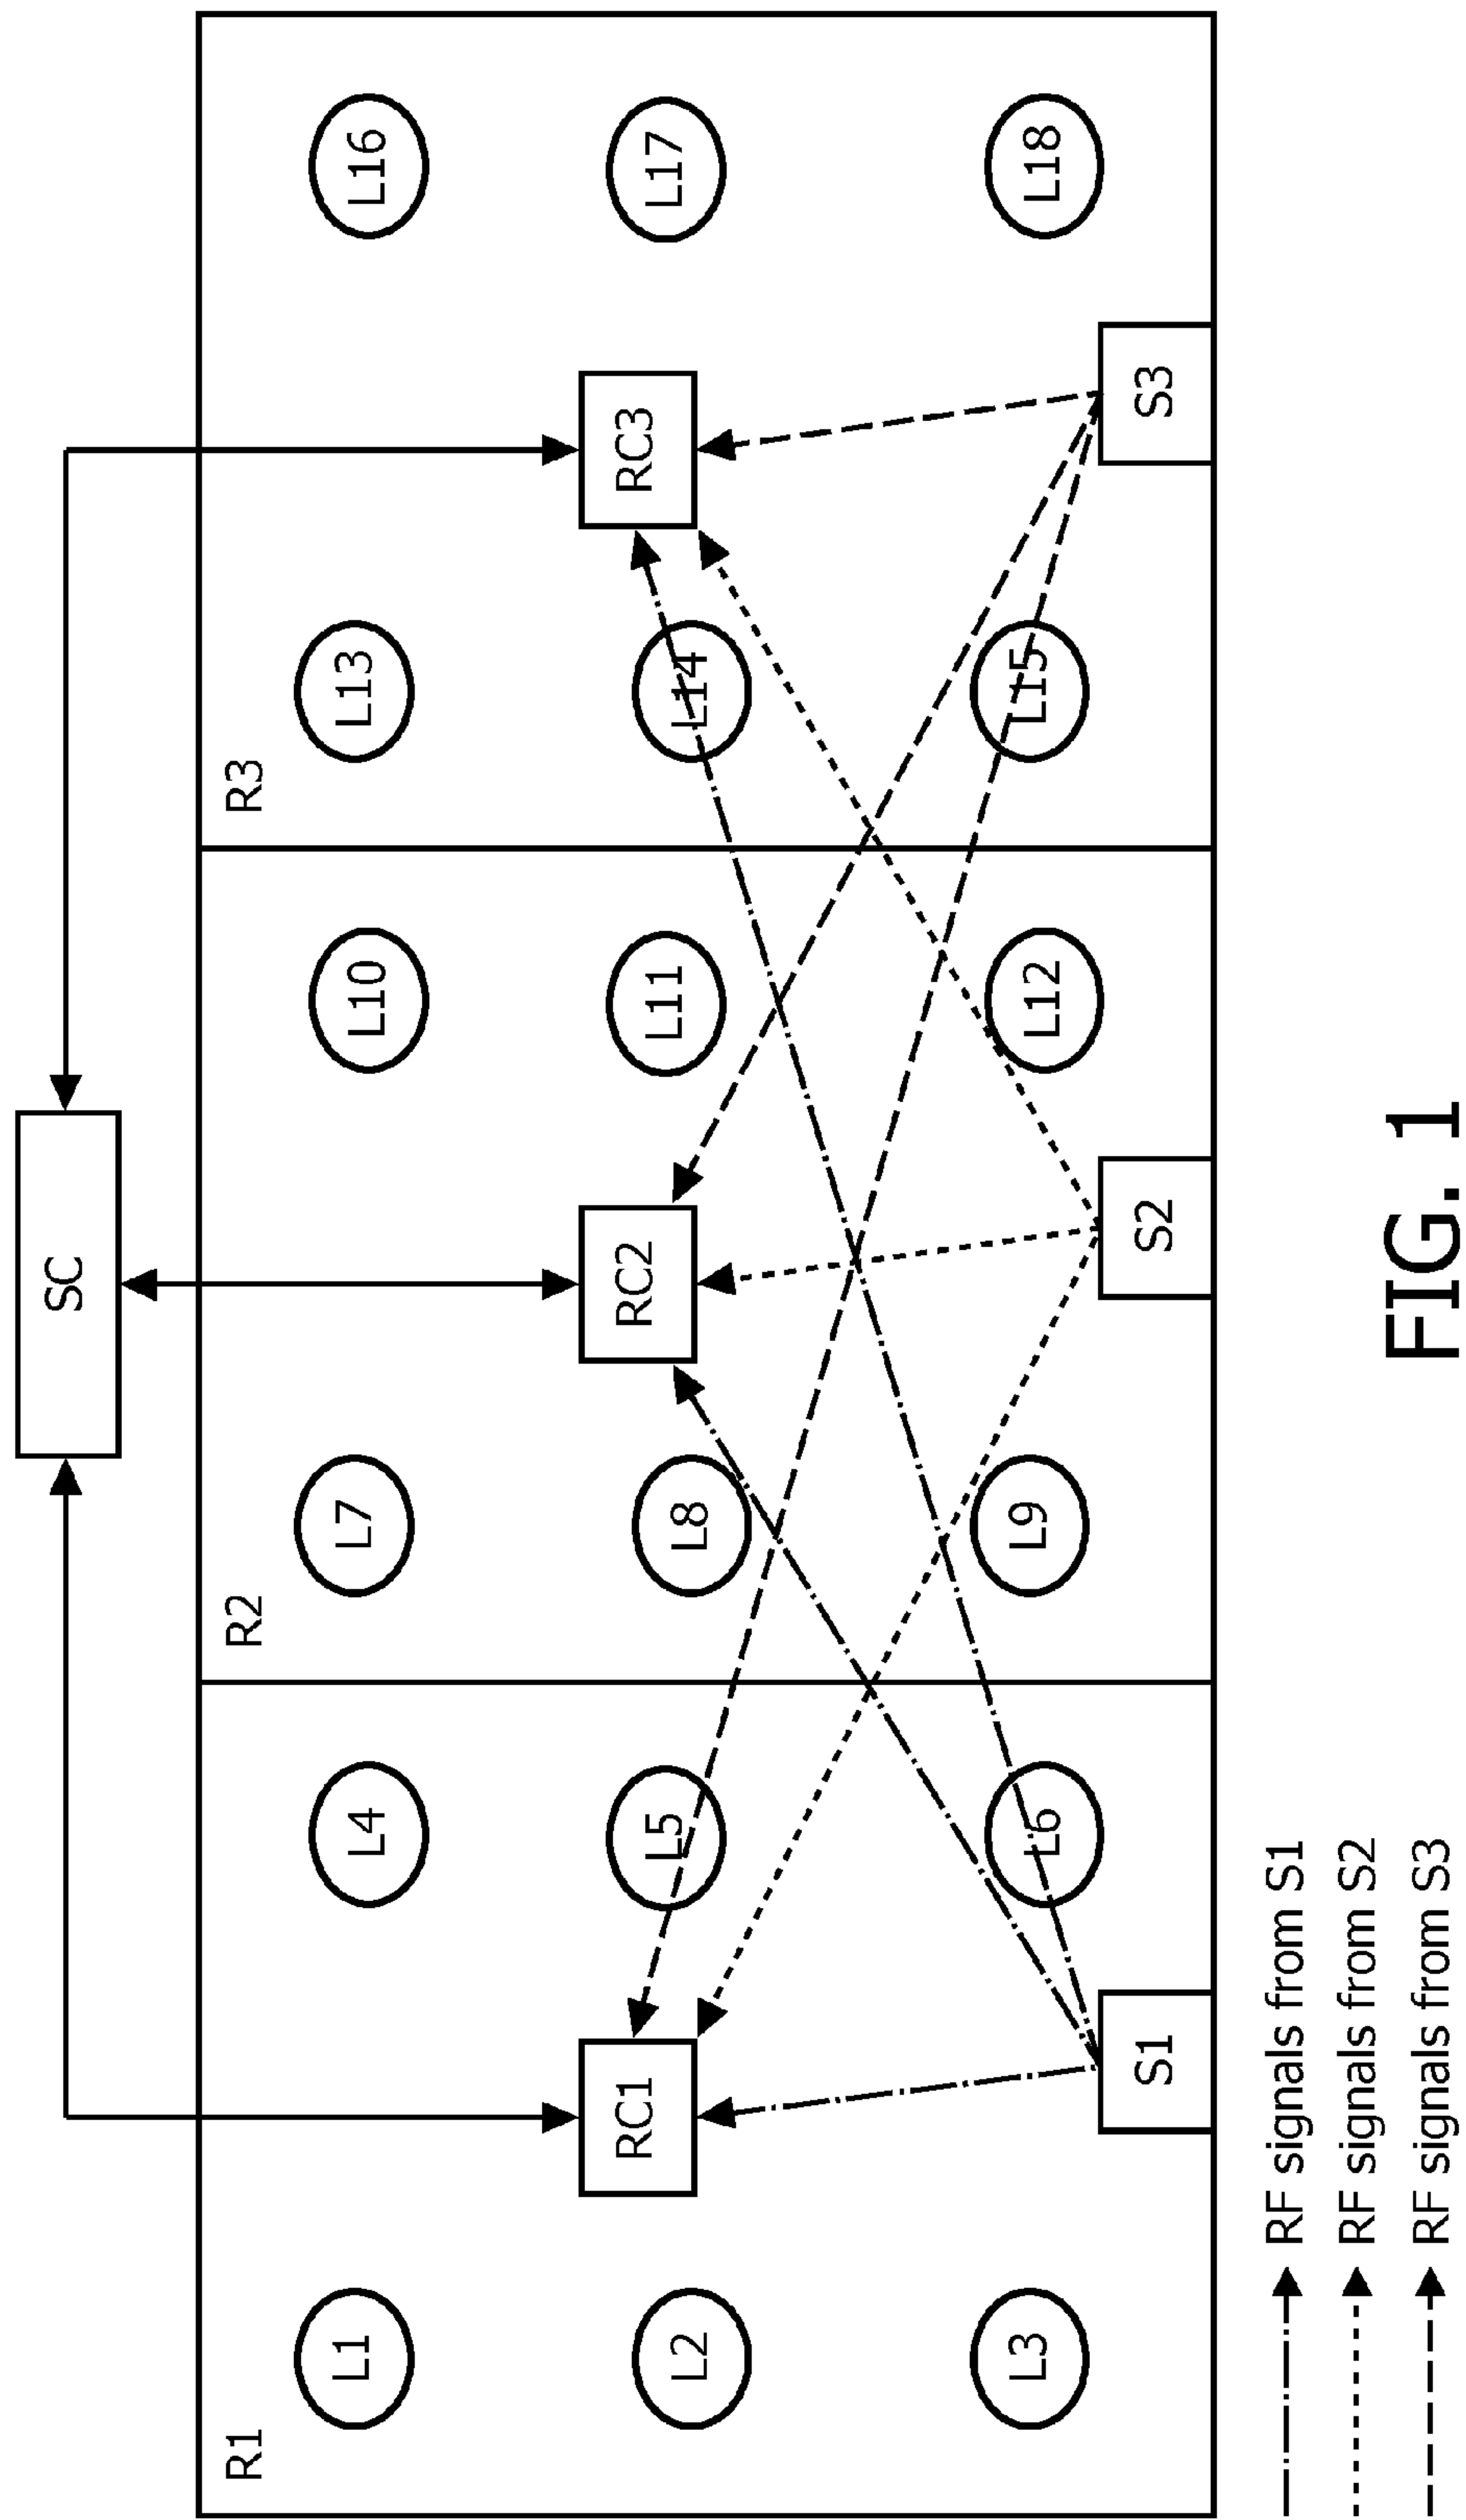 SC
R1
R2
R3
L1
L4
L7
L10
L13
L16
RC1
RC2
RC3
L2
L5
L8
L11
L14
L17
L3
L6
L9
L12
L15
L18
S1
S2
S3
RF signals from S1
RF signals from S2
RF signals from S3
FIG. 1